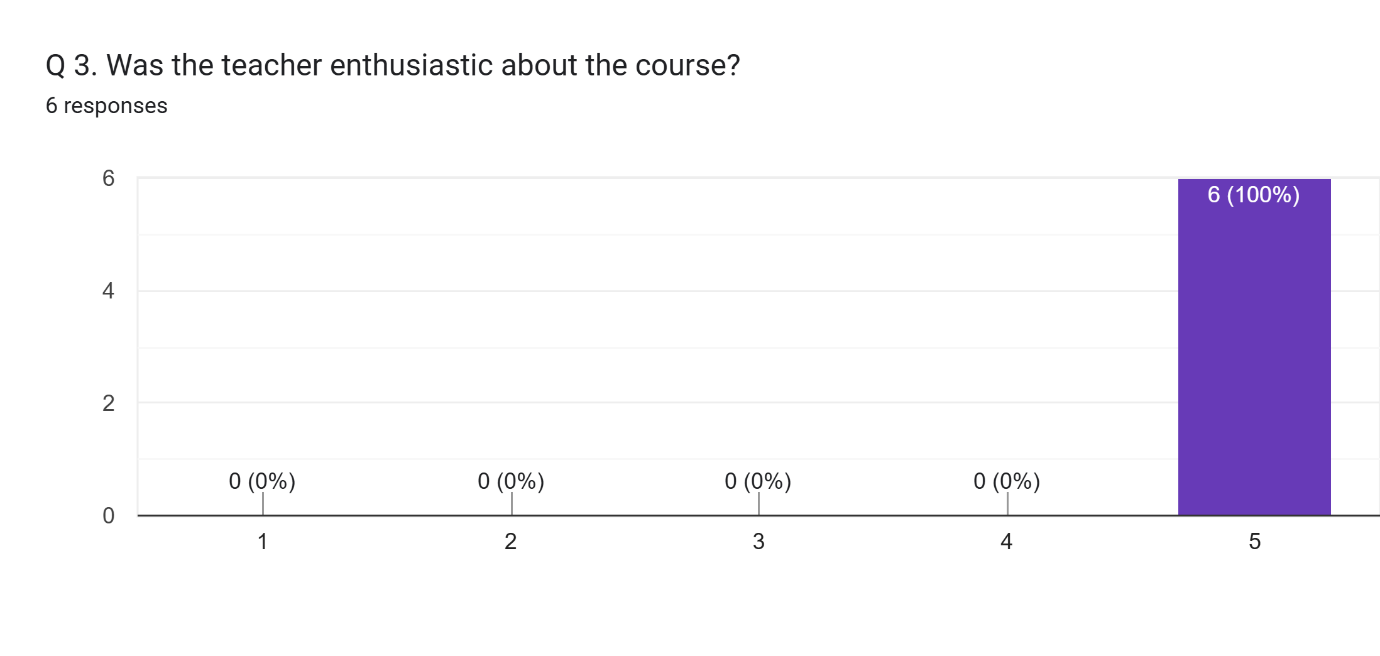 Q 3. Was the teacher enthusiastic about the course?
6 responses
6
6 (100%)
4
2
0 (0%) 0 (0%) 0 (0%) 0 (0%)
0
1 2 3 4 5